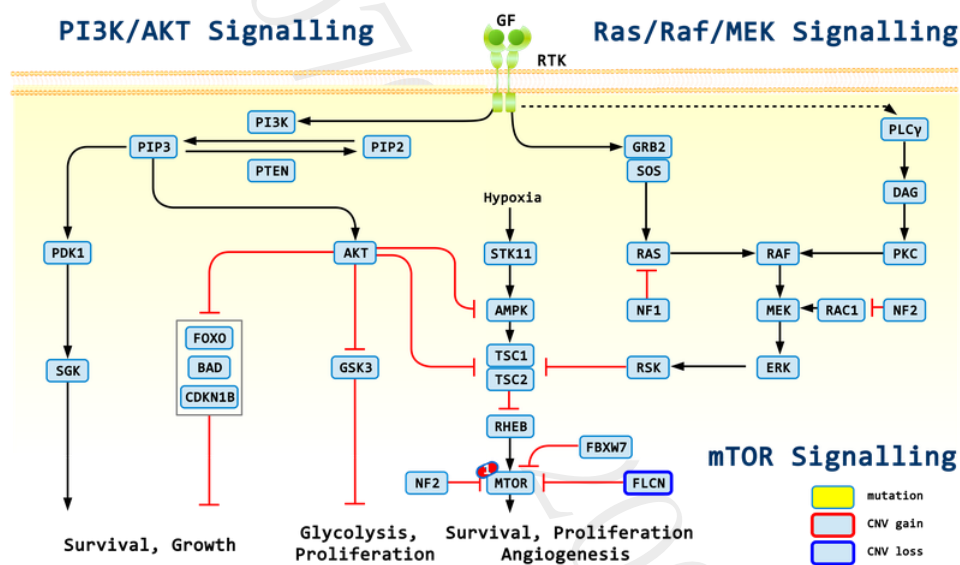 GF
PI3K/AKT Signalling
Ras/Raf/MEK Signalling
RTK
PI3K
PLCγ
PIP3
PIP2
GRB2
PTEN
SOS
DAG
Hypoxia
PDK1
AKT
STK11
RAS
RAF
PKC
AMPK
NF1
MEK
RAC1
NF2
FOXO
TSC1
BAD
GSK3
RSK
ERK
SGK
TSC2
CDKN1B
RHEB
FBXW7
mTOR Signalling
1
NF2
MTOR
FLCN
mutation
CNV gain
Survival, Growth
Glycolysis,
Proliferation
Survival, Proliferation
Angiogenesis
CNV loss